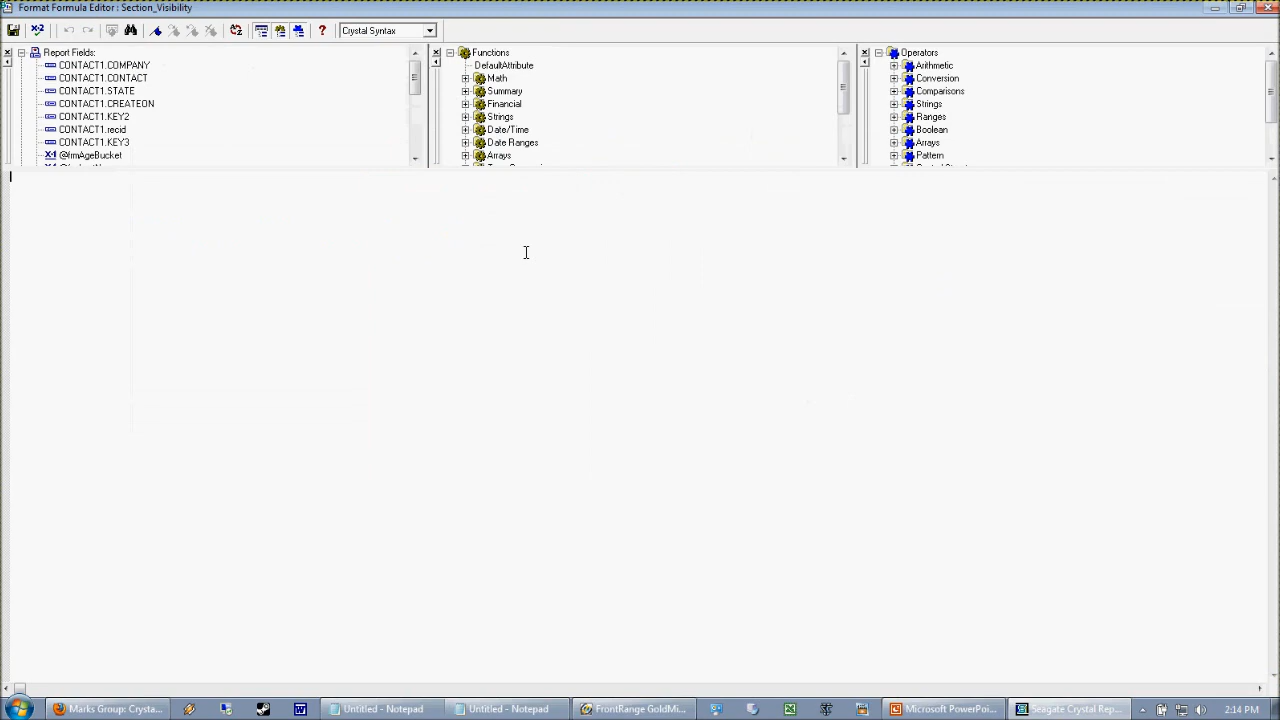 Format Formula Editor : Section_Visibility
Crystal Syntax
Report Fields:
CONTACT1.COMPANY
CONTACT1.CONTACT
CONTACT1.STATE
CONTACT1.CREATEON
CONTACT1.KEY2
CONTACT1.recid
CONTACT1.KEY3
@ImAgeBucket
Functions
DefaultAttribute
Math
Summary
Financial
Strings
Date/Time
Date Ranges
Arrays
Operators
Arithmetic
Conversion
Comparisons
Strings
Ranges
Boolean
Arrays
Pattern
Marks Group: Crysta...
Untitled - Notepad
Untitled - Notepad
FrontRange GoldMi...
Microsoft PowerPoi...
Seagate Crystal Rep...
2:14 PM